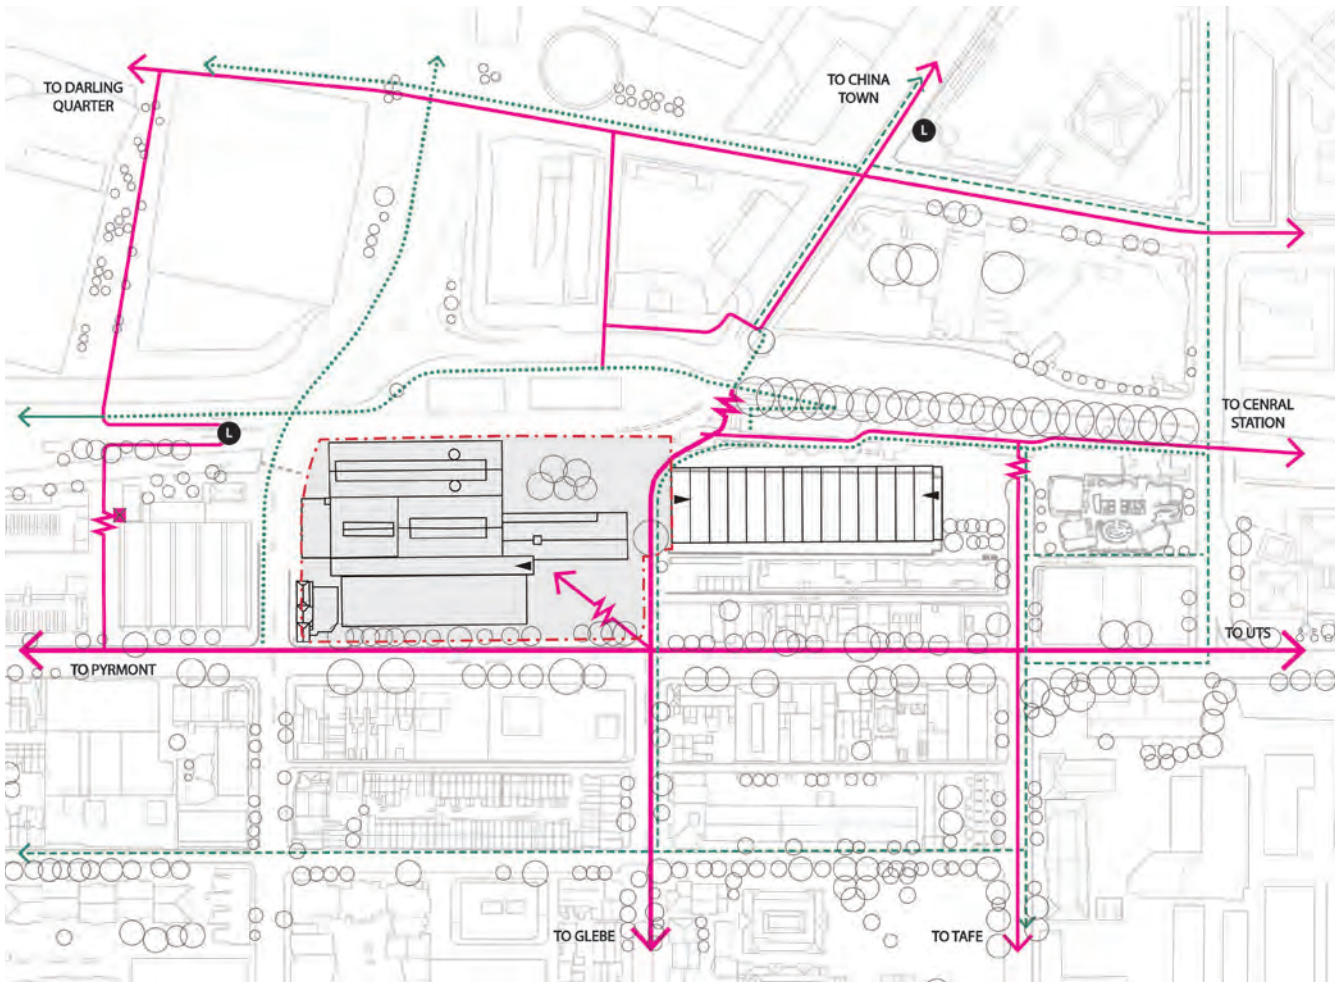 TO DARLING
QUARTER
TO CHINA
TOWN
L
TO CENRAL
STATION
L
TO UTS
TO PYRMONT
TO GLEBE
TO TAFE